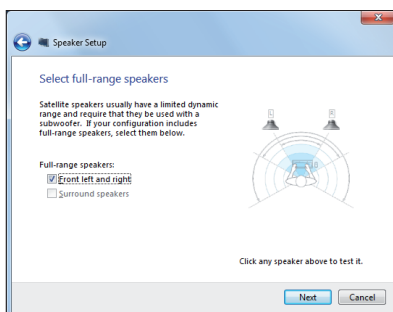 Speaker Setup
Select full-range speakers
Satellite speakers usually have a limited dynamic
range and require that they be used with a
subwoofer. If your configuration includes
full-range speakers, select them below.
L
R
Full-range speakers:
Front left and right
Surround speakers
Click any speaker above to test it.
Next
Cancel